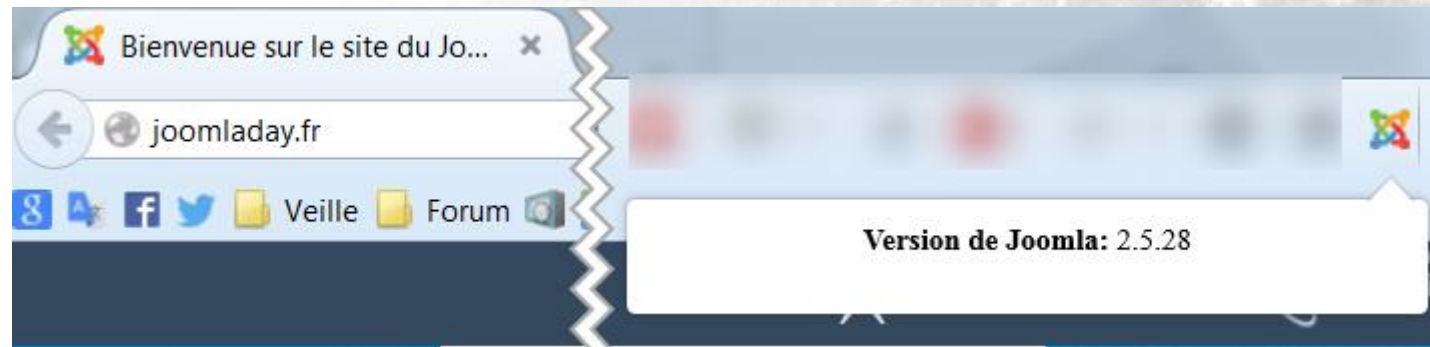 Bienvenue sur le site du Jo...
joomladay.fr
Veille Forum
Version de Joomla: 2.5.28